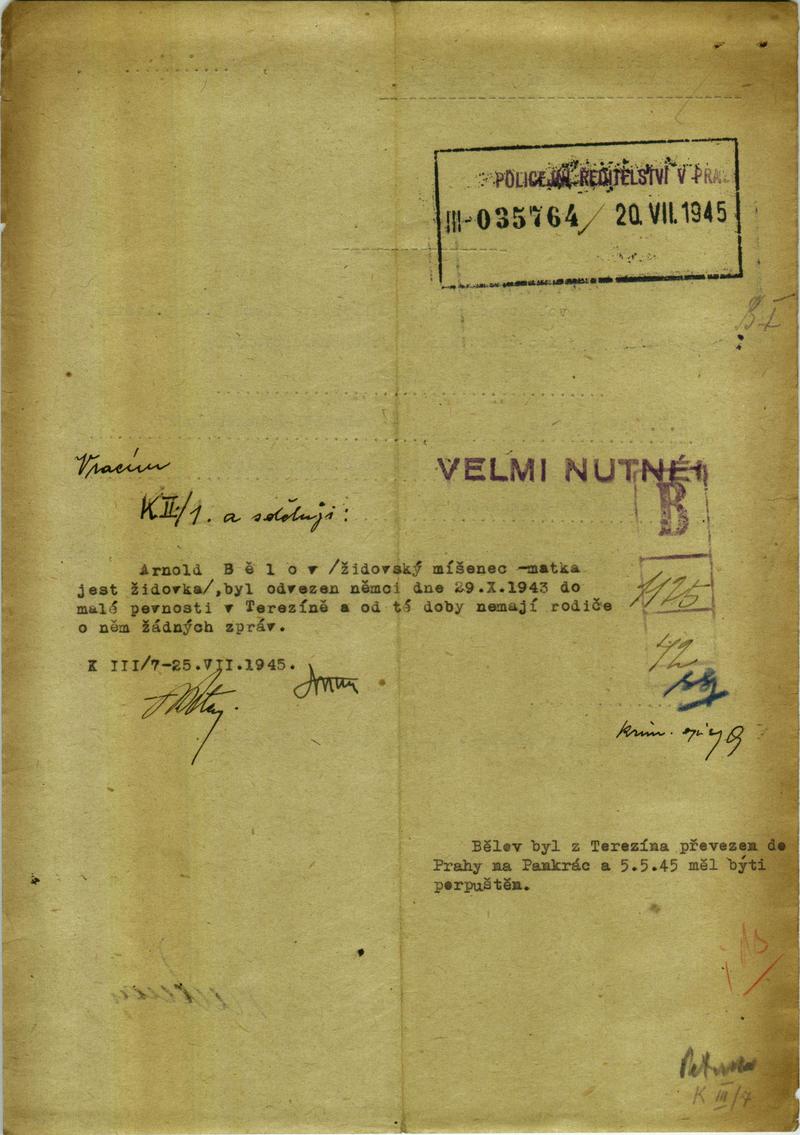 POLICEJNÍ ŘEDITELSTVÍ V PRA
III-035764/ 20.VII.1945
B I
Vracím
VELMI NUTNÉ!
B
K II/1. a sděluji:
Arnold B ě l o v /židovský míšenec -matka
jest židovka/,byl odvezen němci dne 29.X.1943 do
malé pevnosti v Terezíně a od té doby nemají rodiče
o něm žádných zpráv.
1125
K III/7-25.VII.1945.
42
krim.
Bělov byl z Terezína převezen do
Prahy na Pankrác a 5.5.45 měl býti
perpuštěn.
K III/7